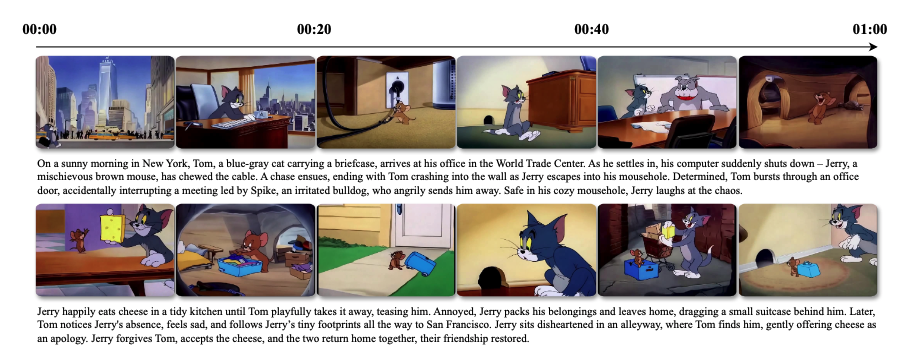 00:00 00:20 00:40 01:00
On a sunny morning in New York, Tom, a blue-gray cat carrying a briefcase, arrives at his office in the World Trade Center. As he settles in, his computer suddenly shuts down – Jerry, a
mischievous brown mouse, has chewed the cable. A chase ensues, ending with Tom crashing into the wall as Jerry escapes into his mousehole. Determined, Tom bursts through an office
door, accidentally interrupting a meeting led by Spike, an irritated bulldog, who angrily sends him away. Safe in his cozy mousehole, Jerry laughs at the chaos.
Jerry happily eats cheese in a tidy kitchen until Tom playfully takes it away, teasing him. Annoyed, Jerry packs his belongings and leaves home, dragging a small suitcase behind him. Later,
Tom notices Jerry's absence, feels sad, and follows Jerry's tiny footprints all the way to San Francisco. Jerry sits disheartened in an alleyway, where Tom finds him, gently offering cheese as
an apology. Jerry forgives Tom, accepts the cheese, and the two return home together, their friendship restored.